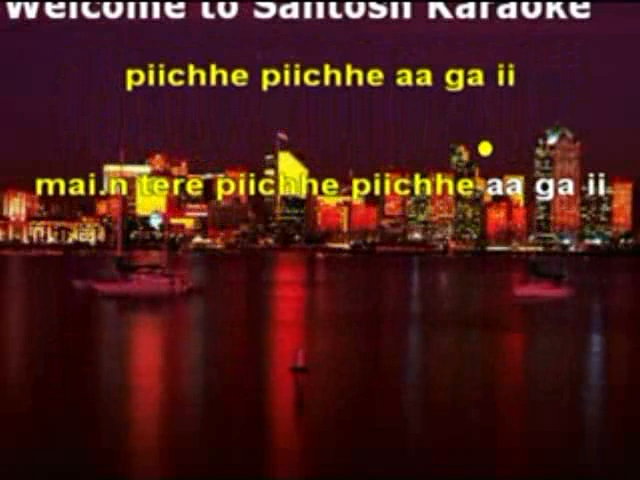 Welcome to Santosh Karaoke
piichhe piichhe aa ga ii
mai.n tere piichhe piichhe aa ga ii